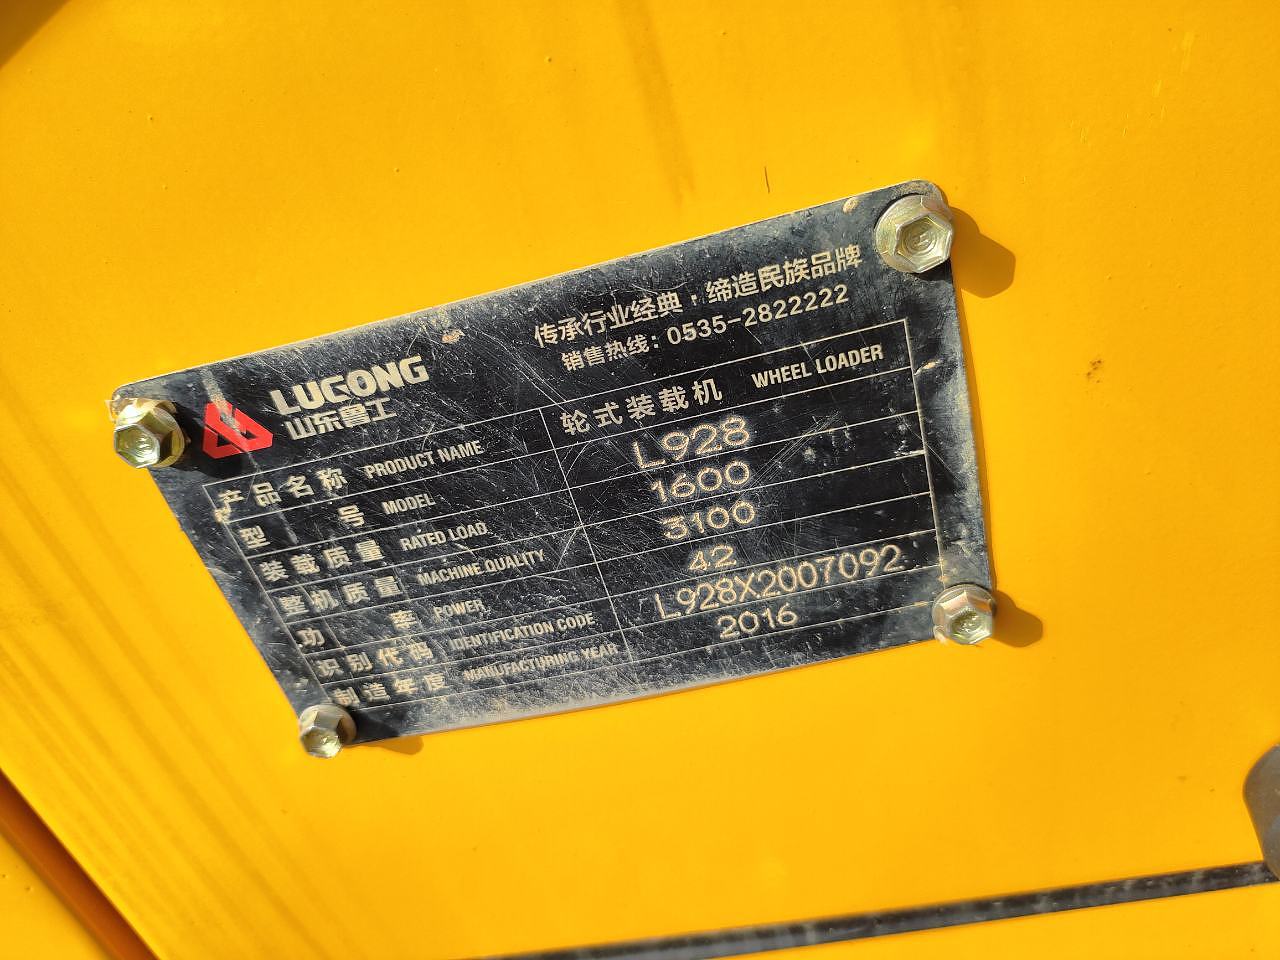 传承行业经典·缔造民族品牌
销售热线：0535-2822222
LUGONG
山东鲁工
产品名称 PRODUCT NAME 轮式装载机 WHEEL LOADER
型号 MODEL L928
装载质量 RATED LOAD 1600
整机质量 MACHINE QUALITY 3100
功率 POWER 42
识别代码 IDENTIFICATION CODE L928X2007092
制造年度 MANUFACTURING YEAR 2016